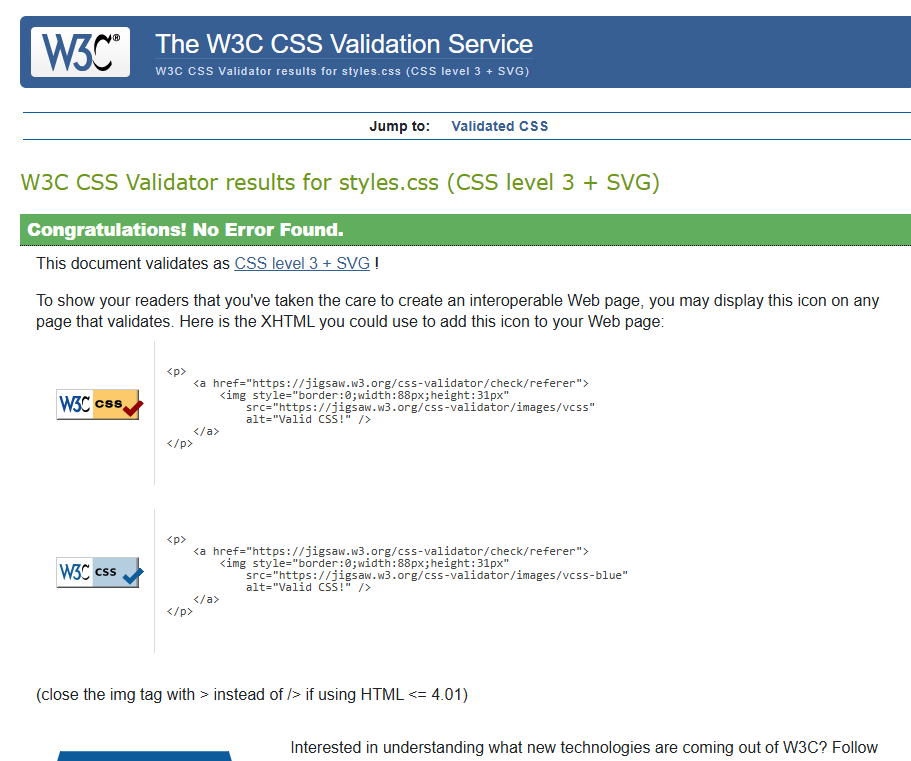 W3C®
The W3C CSS Validation Service
W3C CSS Validator results for styles.css (CSS level 3 + SVG)
Jump to: Validated CSS
W3C CSS Validator results for styles.css (CSS level 3 + SVG)
Congratulations! No Error Found.
This document validates as CSS level 3 + SVG !
To show your readers that you've taken the care to create an interoperable Web page, you may display this icon on any
page that validates. Here is the XHTML you could use to add this icon to your Web page:
W3C css
<p>
<a href="https://jigsaw.w3.org/css-validator/check/referer">
<img style="border:0;width:88px;height:31px"
src="https://jigsaw.w3.org/css-validator/images/vcss"
alt="Valid CSS!" />
</a>
</p>
W3C css
<p>
<a href="https://jigsaw.w3.org/css-validator/check/referer">
<img style="border:0;width:88px;height:31px"
src="https://jigsaw.w3.org/css-validator/images/vcss-blue"
alt="Valid CSS!" />
</a>
</p>
(close the img tag with > instead of /> if using HTML <= 4.01)
Interested in understanding what new technologies are coming out of W3C? Follow